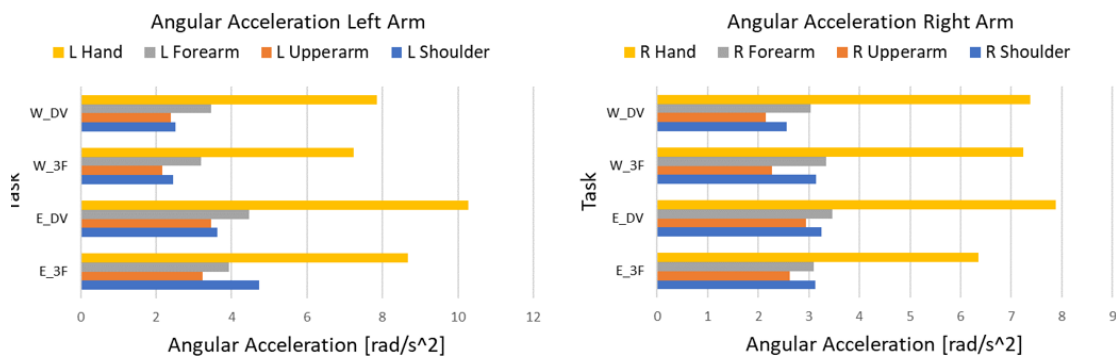 Angular Acceleration Left Arm
L Hand L Forearm L Upperarm L Shoulder
W_DV
W_3F
E_DV
E_3F
0 2 4 6 8 10 12
Angular Acceleration [rad/s^2]
Angular Acceleration Right Arm
R Hand R Forearm R Upperarm R Shoulder
Task
W_DV
W_3F
E_DV
E_3F
0 1 2 3 4 5 6 7 8 9
Angular Acceleration [rad/s^2]